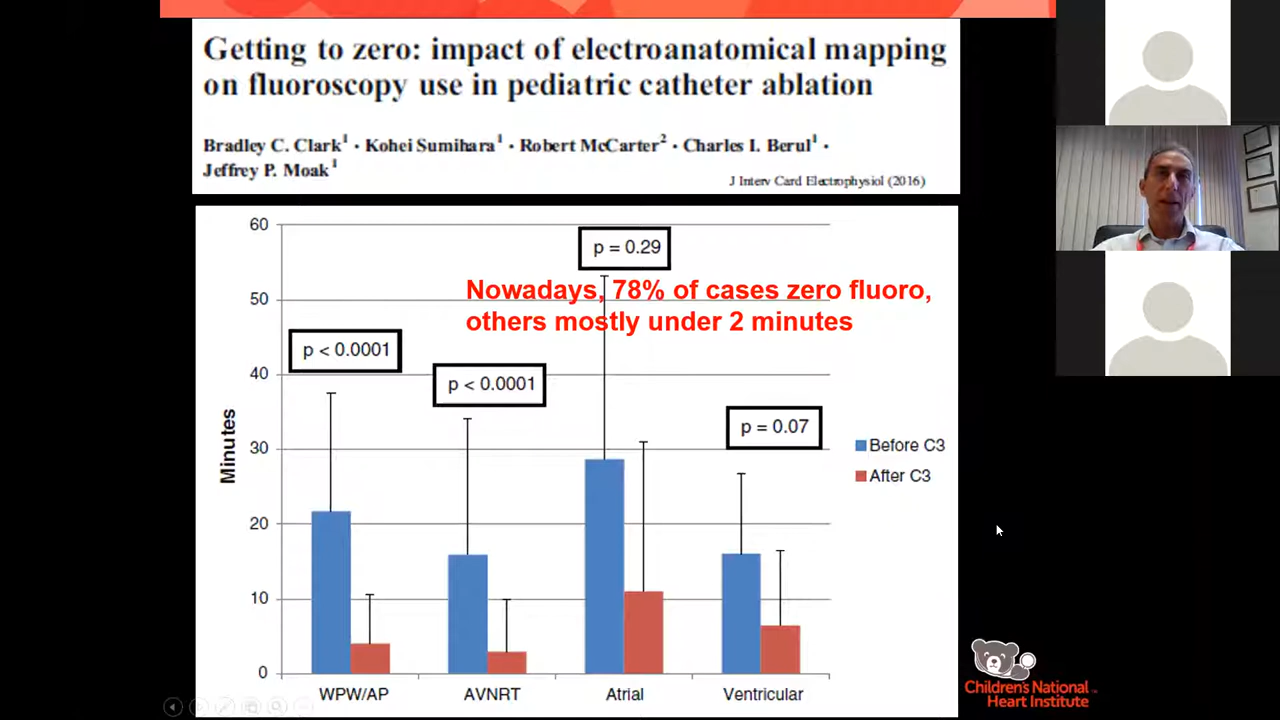 Getting to zero: impact of electroanatomical mapping
on fluoroscopy use in pediatric catheter ablation
Bradley C. Clark1 · Kohei Sumihara1 · Robert McCarter2 · Charles I. Berul1 ·
Jeffrey P. Moak1
J Interv Card Electrophysiol (2016)
60
50
40
30
20
10
0
Minutes
p = 0.29
Nowadays, 78% of cases zero fluoro,
others mostly under 2 minutes
p < 0.0001
p < 0.0001
p = 0.07
Before C3
After C3
WPW/AP
AVNRT
Atrial
Ventricular
Children's National™
Heart Institute